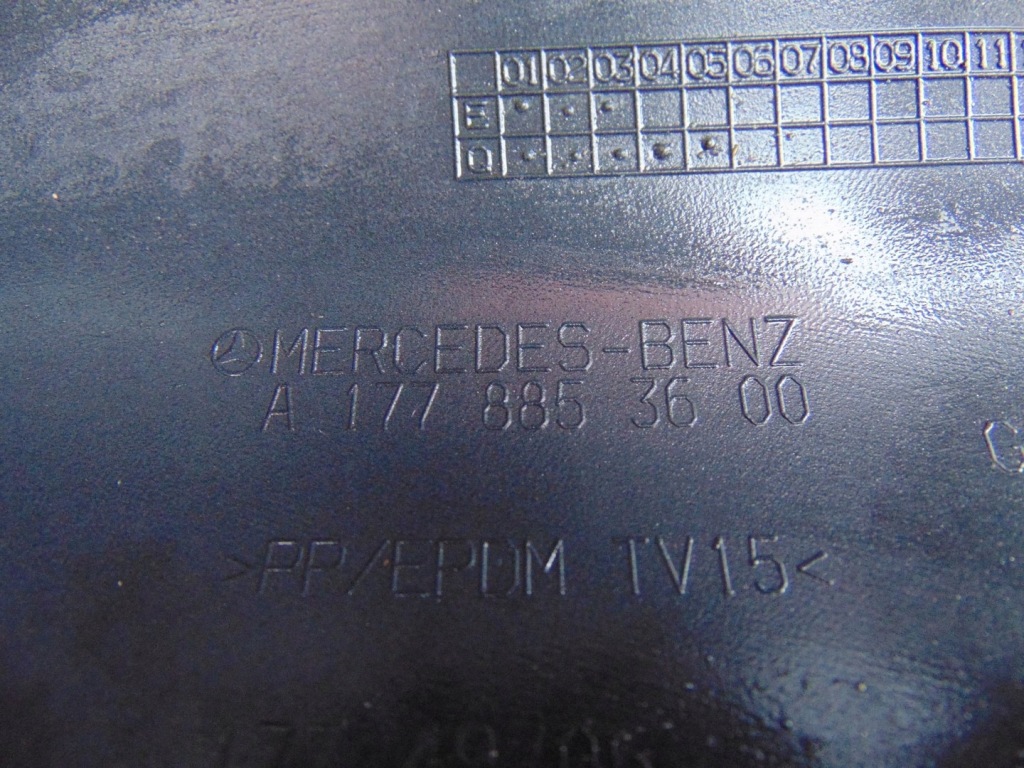 01 02 03 04 05 06 07 08 09 10 11
E
Q
MERCEDES-BENZ
A 177 885 36 00
>PP/EPDM TV15<